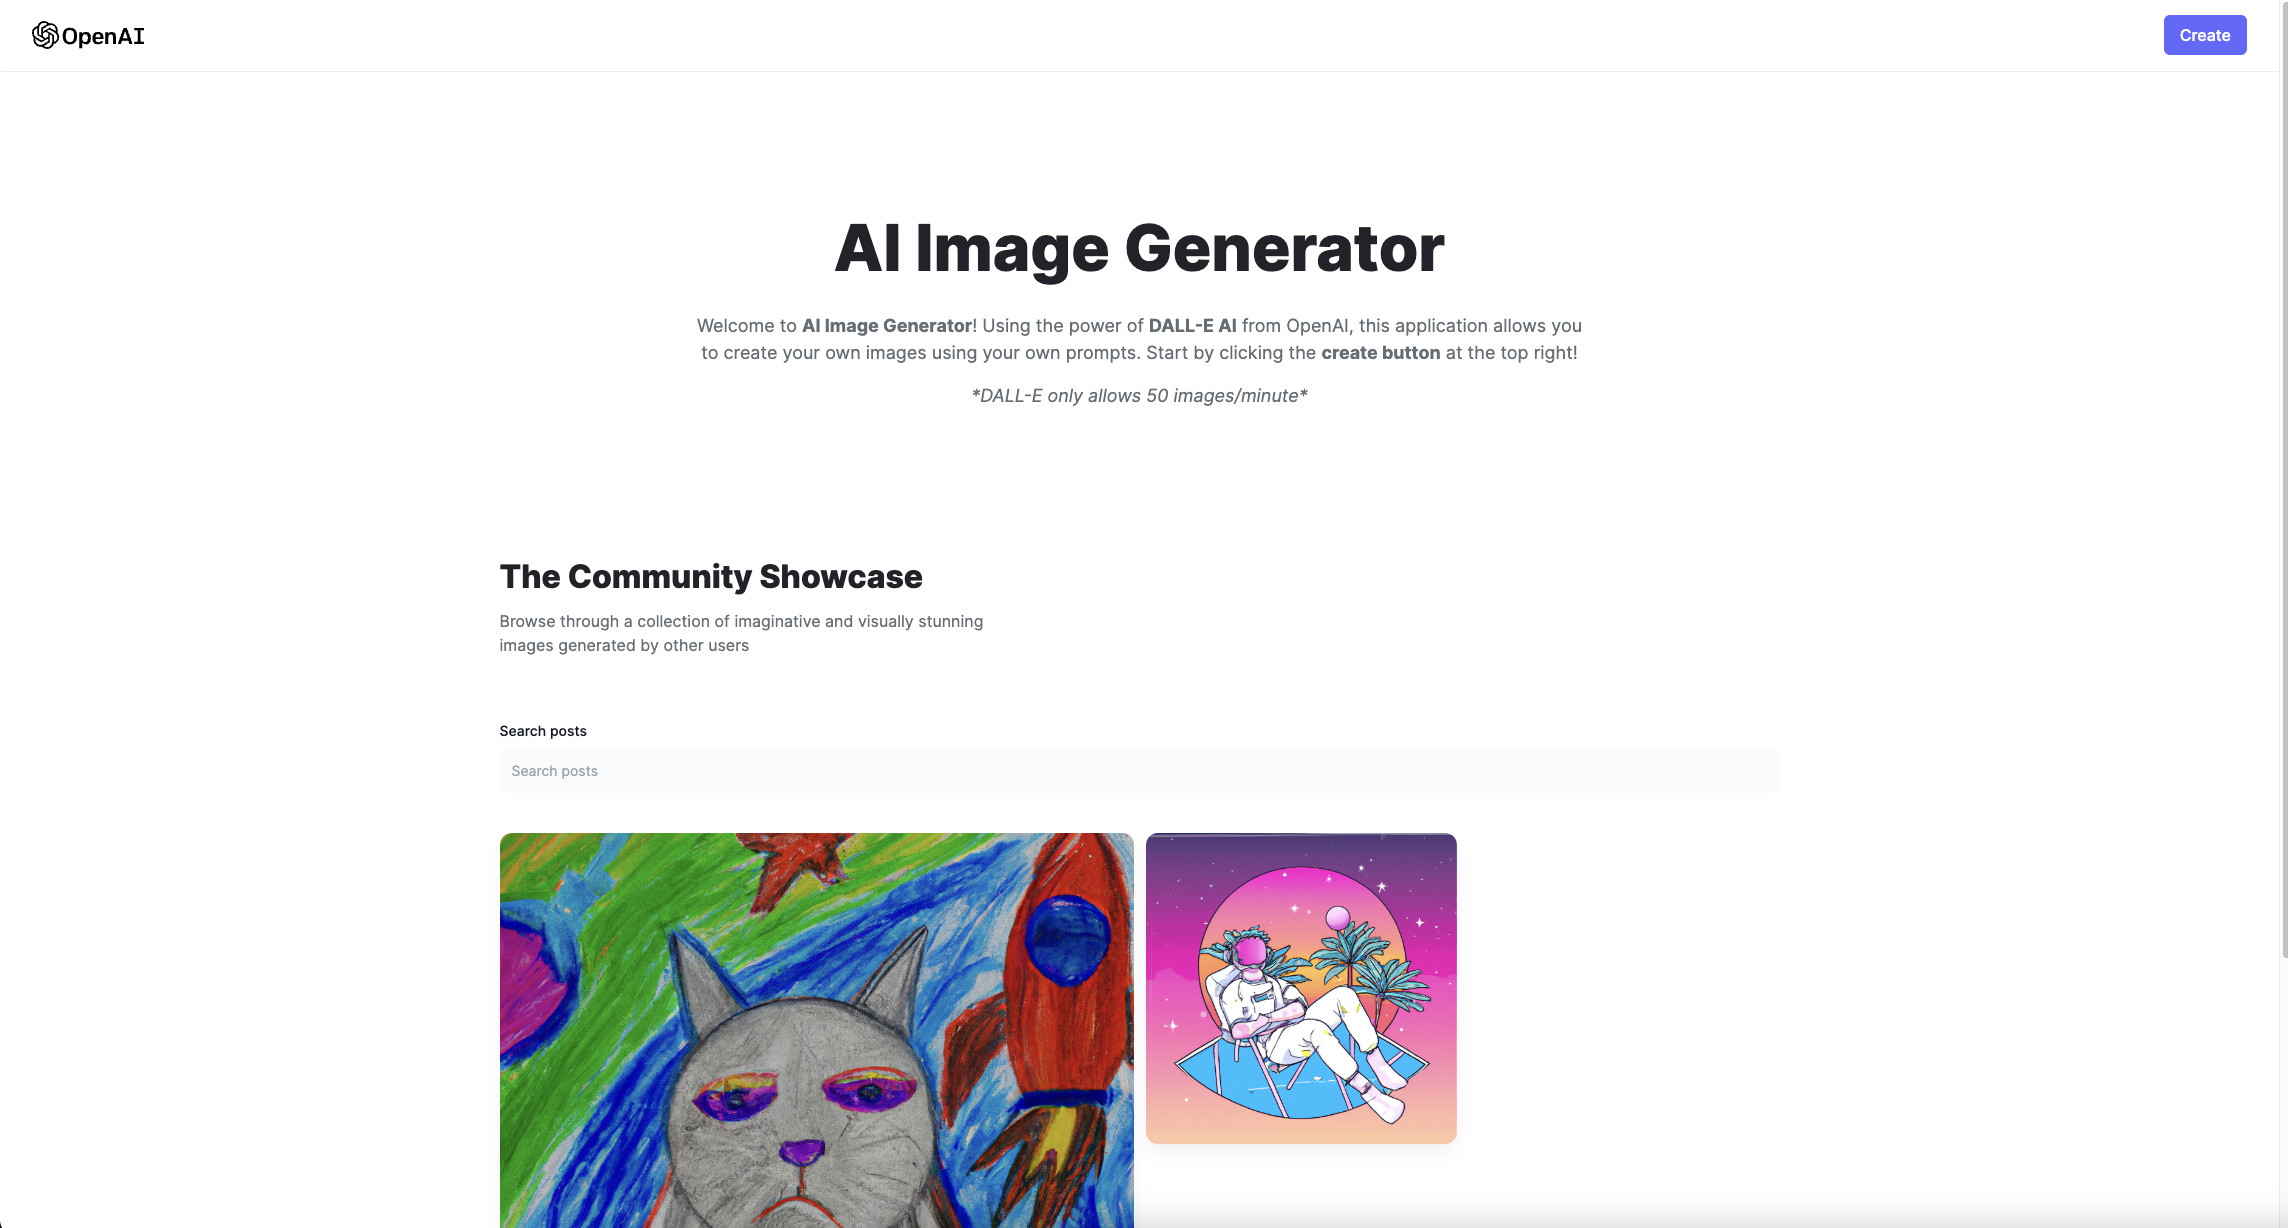 OpenAI
Create
AI Image Generator
Welcome to AI Image Generator! Using the power of DALL-E AI from OpenAI, this application allows you
to create your own images using your own prompts. Start by clicking the create button at the top right!
*DALL-E only allows 50 images/minute*
The Community Showcase
Browse through a collection of imaginative and visually stunning
images generated by other users
Search posts
Search posts